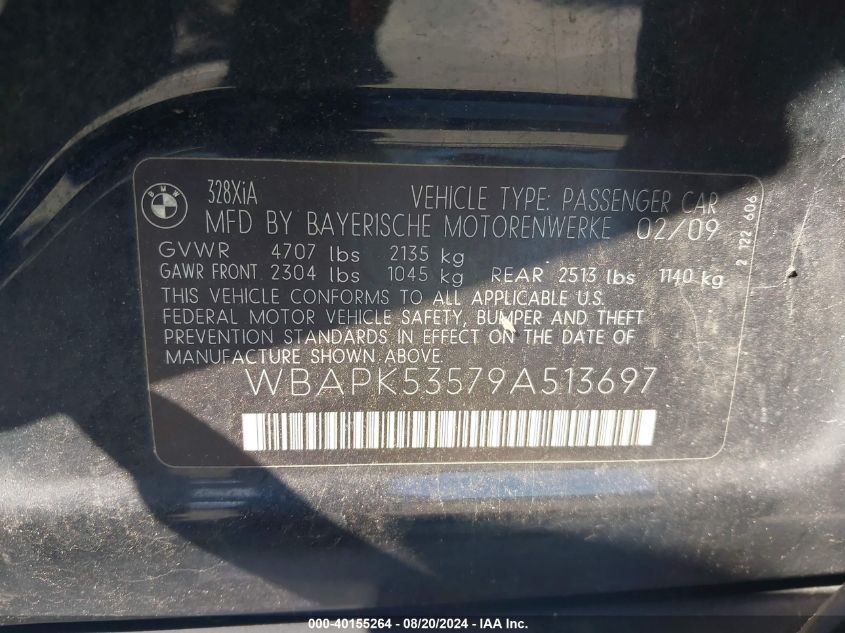 BMW
328XiA VEHICLE TYPE: PASSENGER CAR
MFD BY BAYERISCHE MOTORENWERKE 02/09
GVWR 4707 lbs 2135 kg
GAWR FRONT 2304 lbs 1045 kg REAR 2513 lbs 1140 kg
THIS VEHICLE CONFORMS TO ALL APPLICABLE U.S.
FEDERAL MOTOR VEHICLE SAFETY, BUMPER AND THEFT
PREVENTION STANDARDS IN EFFECT ON THE DATE OF
MANUFACTURE SHOWN ABOVE.
WBAPK53579A513697
2 122 606
000-40155264 - 08/20/2024 - IAA Inc.